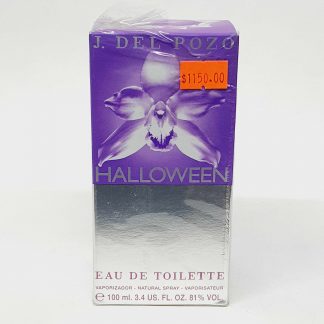 J. DEL POZO
$1150.00
HALLOWEEN
EAU DE TOILETTE
VAPORIZADOR - NATURAL SPRAY - VAPORISATEUR
℮ 100 ml. 3.4 US. FL. OZ. 81% VOL.